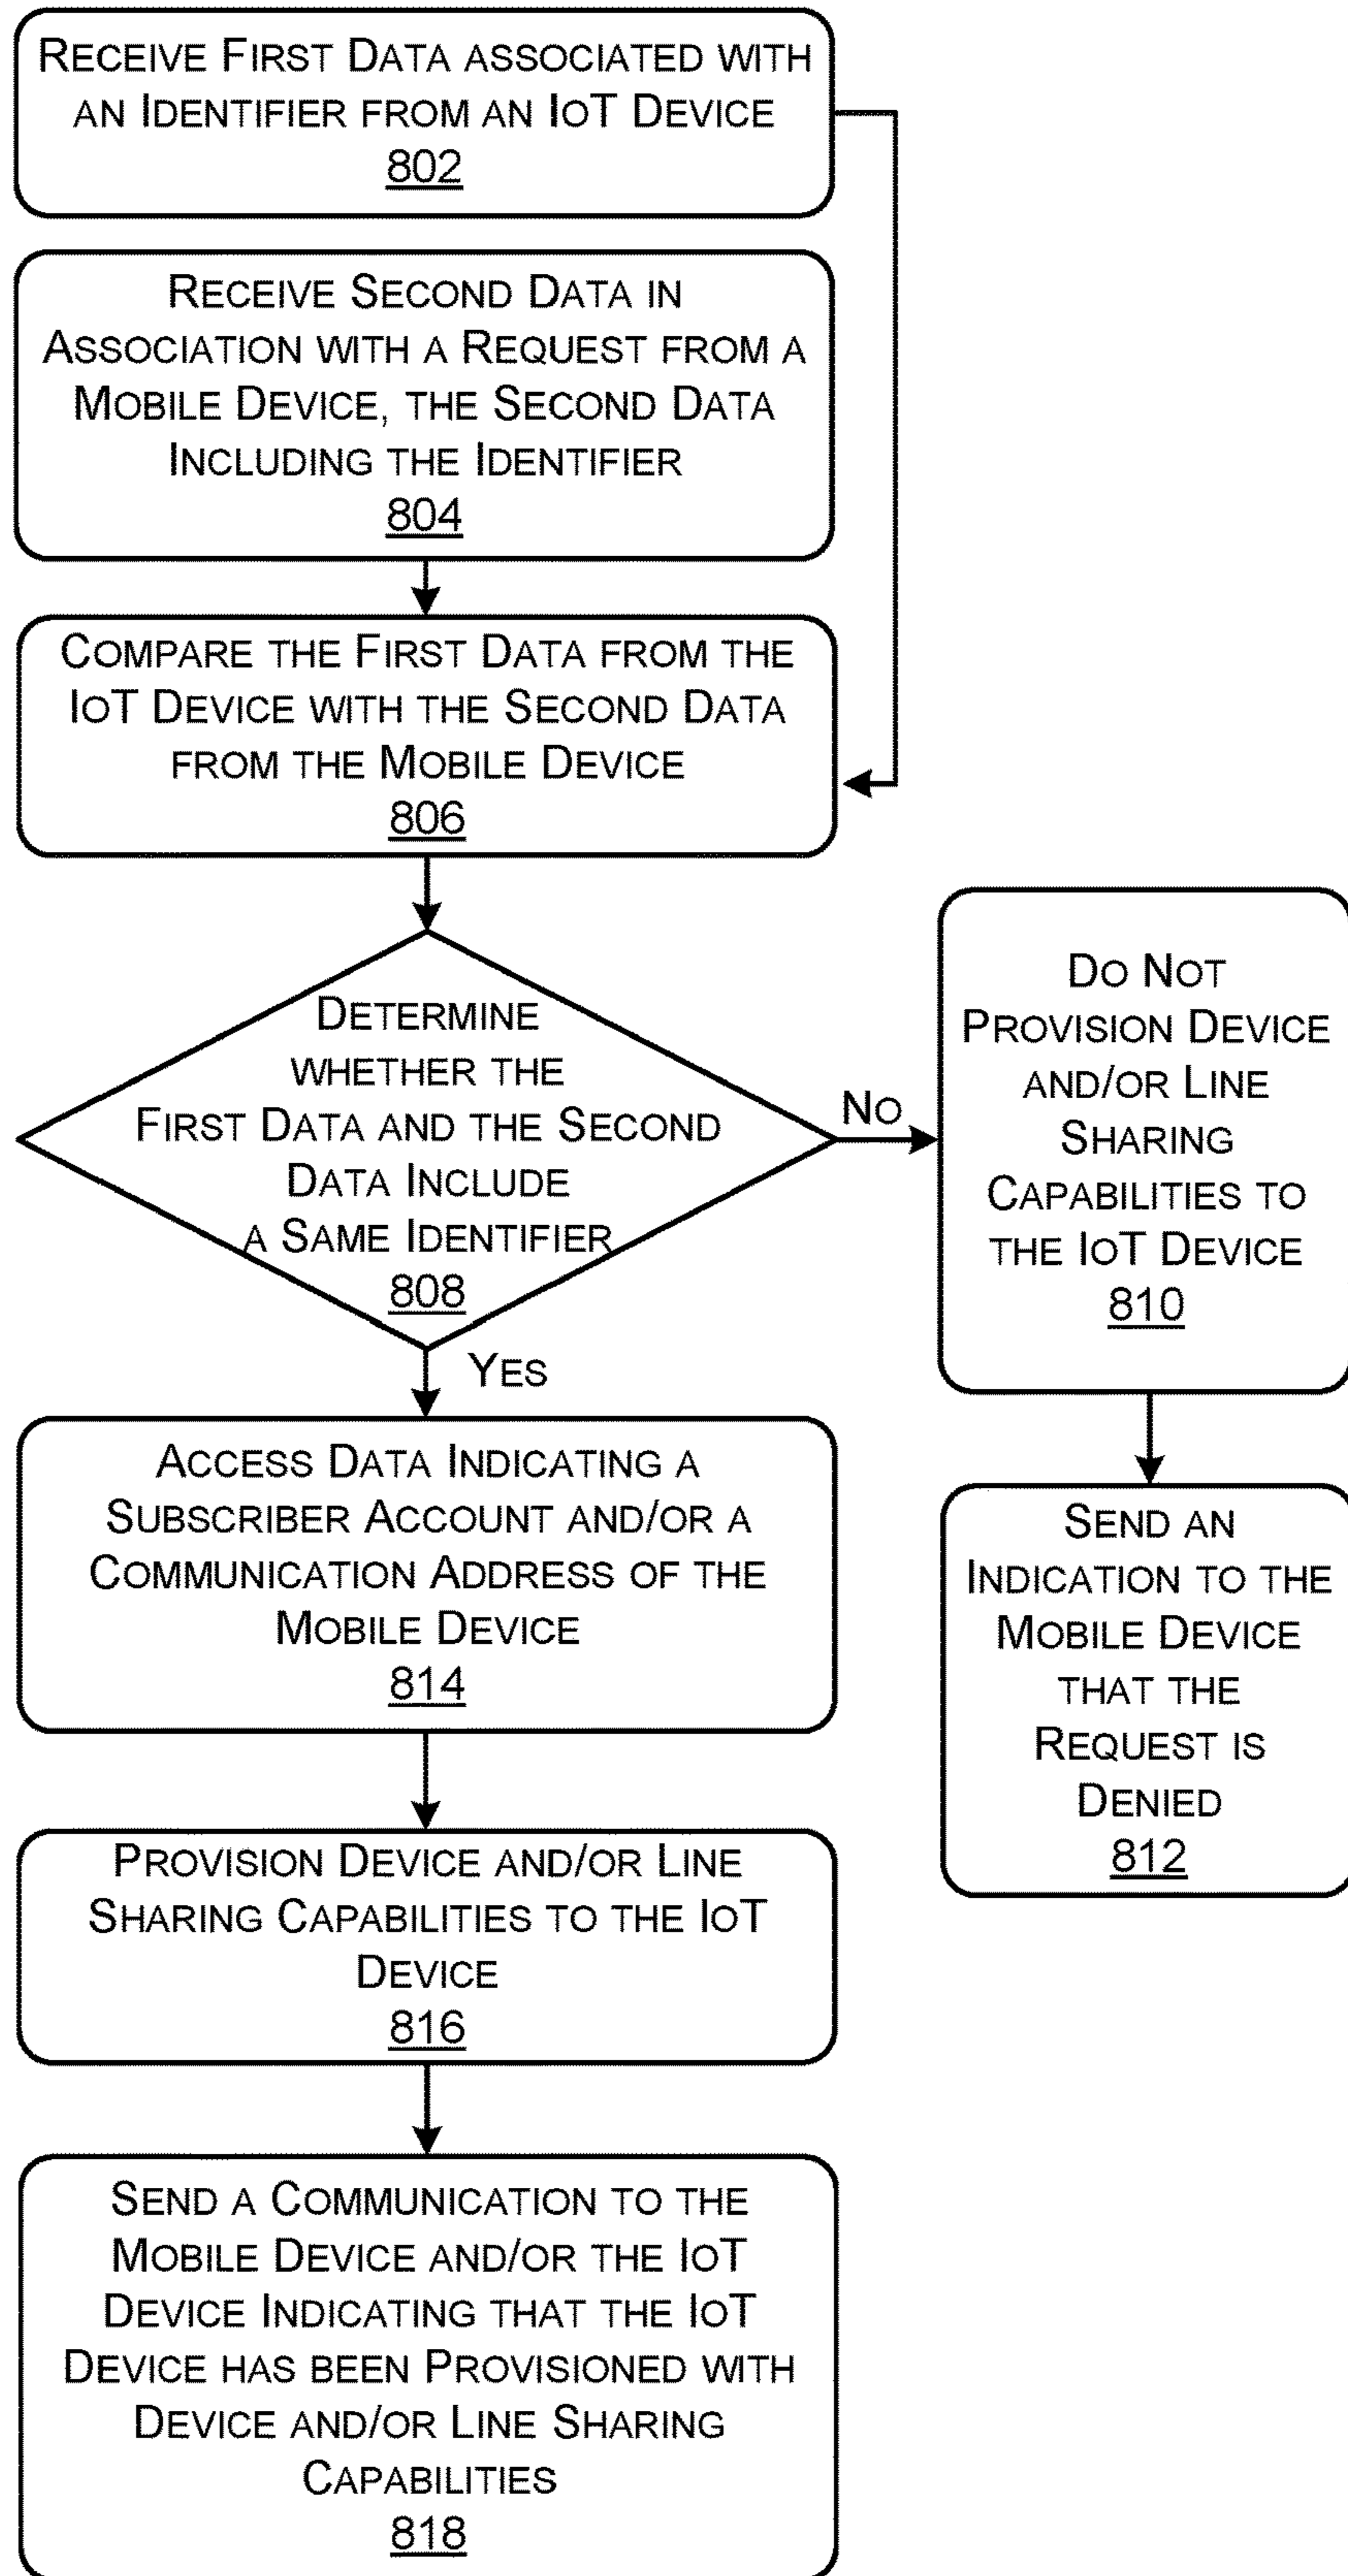 Receive First Data associated with
an Identifier from an IoT Device
802
Receive Second Data in
Association with a Request from a
Mobile Device, the Second Data
Including the Identifier
804
Compare the First Data from the
IoT Device with the Second Data
from the Mobile Device
806
Determine
whether the
First Data and the Second
Data Include
a Same Identifier
808
No
Do Not
Provision Device
and/or Line
Sharing
Capabilities to
the IoT Device
810
Send an
Indication to the
Mobile Device
that the
Request is
Denied
812
Yes
Access Data Indicating a
Subscriber Account and/or a
Communication Address of the
Mobile Device
814
Provision Device and/or Line
Sharing Capabilities to the IoT
Device
816
Send a Communication to the
Mobile Device and/or the IoT
Device Indicating that the IoT
Device has been Provisioned with
Device and/or Line Sharing
Capabilities
818